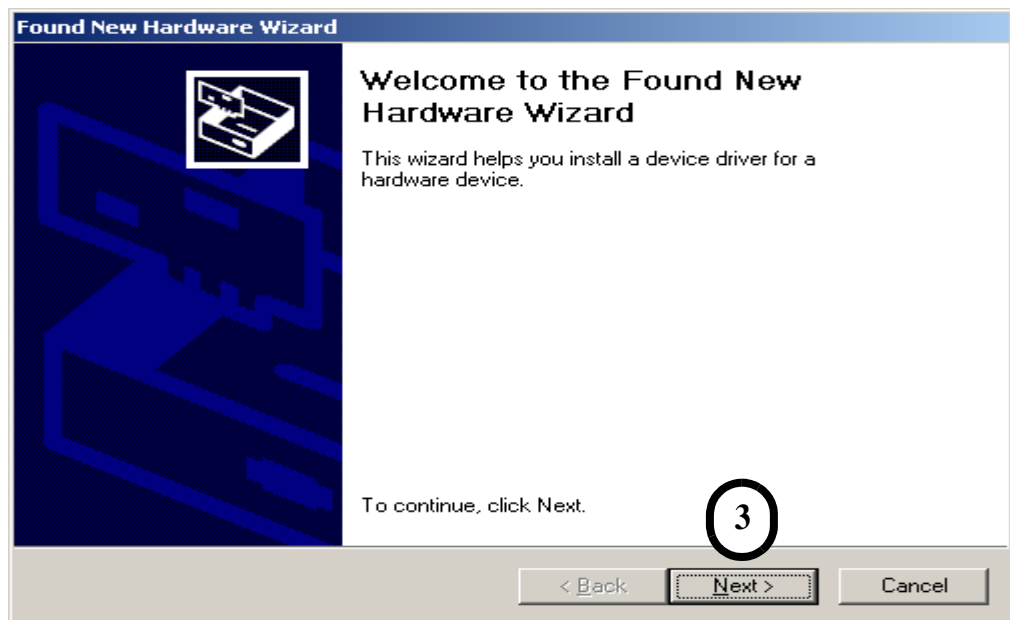 Found New Hardware Wizard
Welcome to the Found New
Hardware Wizard
This wizard helps you install a device driver for a
hardware device.
To continue, click Next.
3
< Back
Next >
Cancel